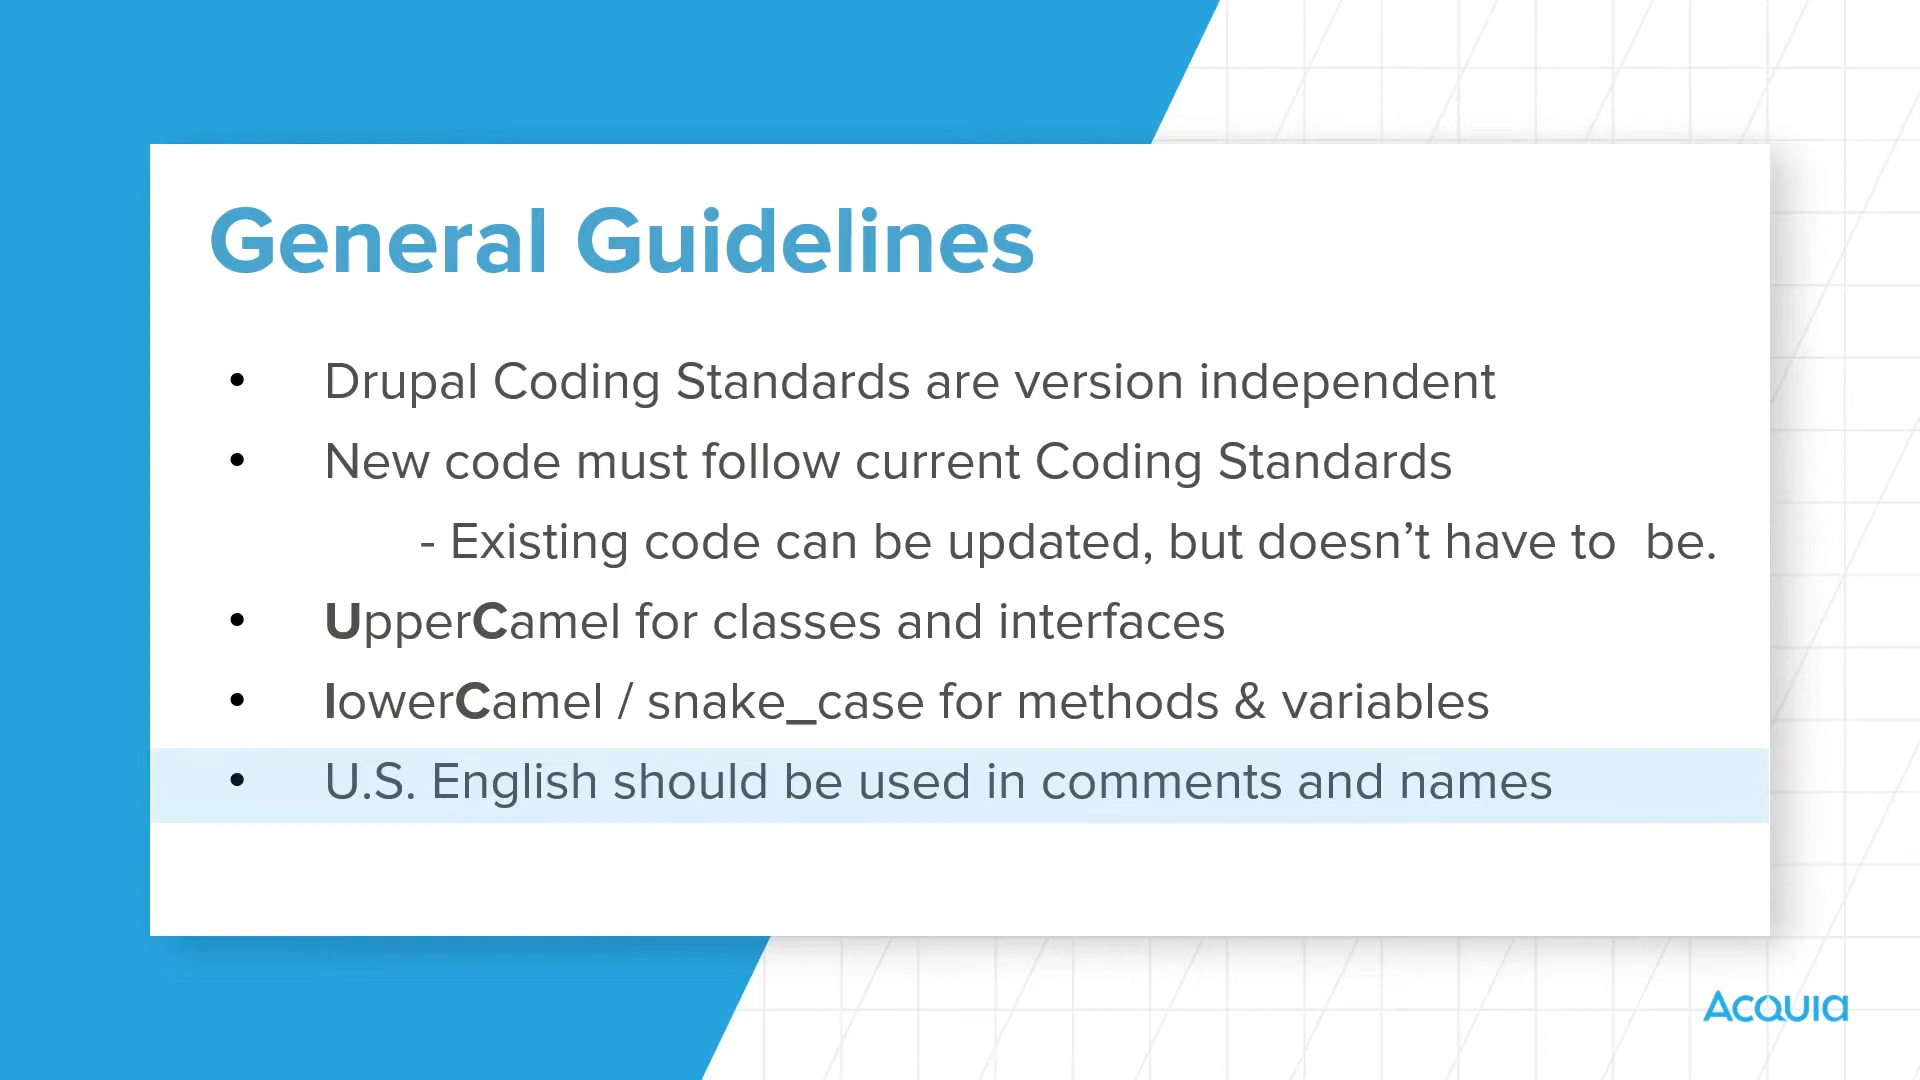 General Guidelines
• Drupal Coding Standards are version independent
• New code must follow current Coding Standards
- Existing code can be updated, but doesn’t have to  be.
• UpperCamel for classes and interfaces
• lowerCamel / snake_case for methods & variables
• U.S. English should be used in comments and names
Acquia